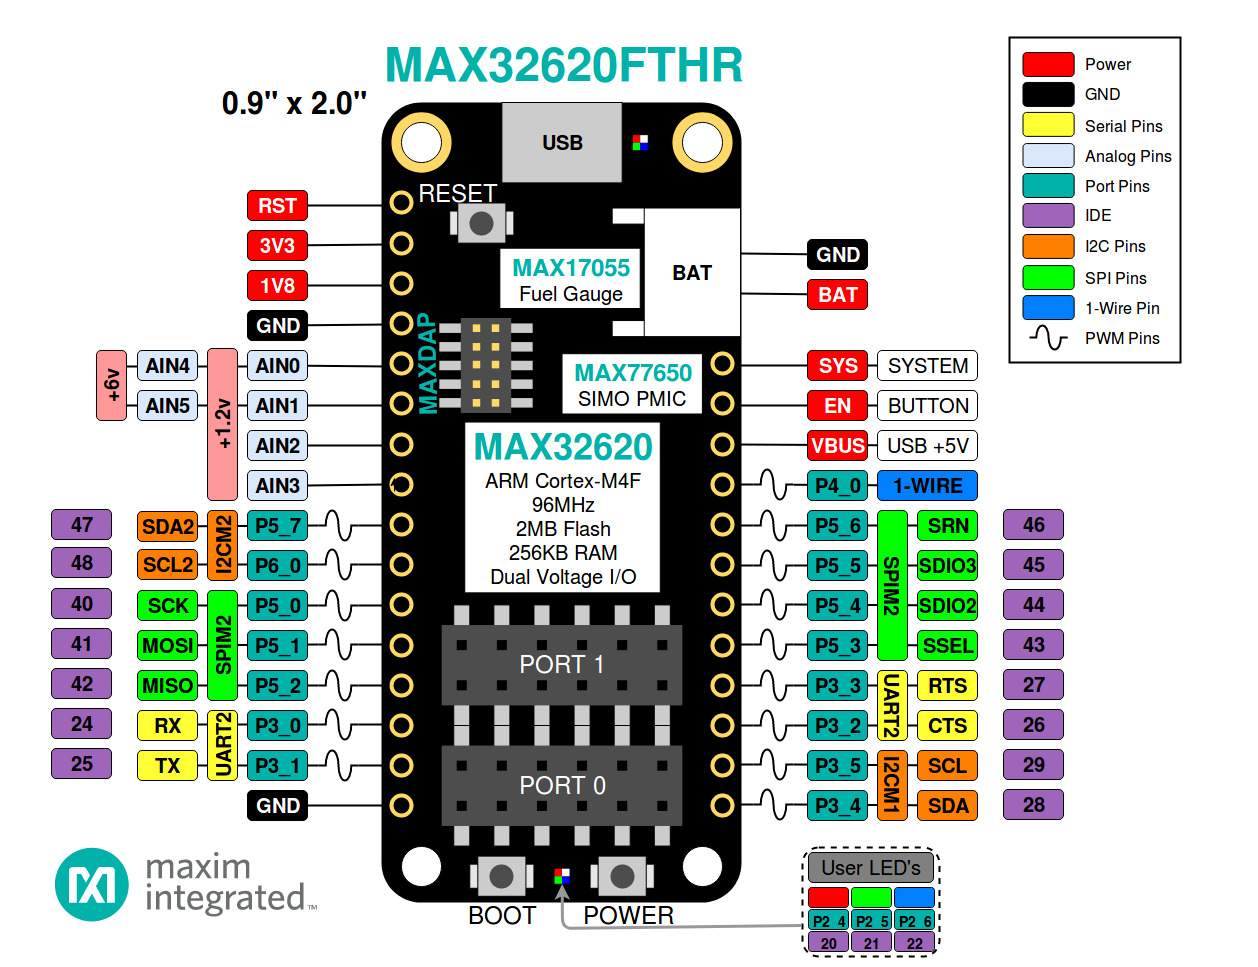 MAX32620FTHR
0.9" x 2.0"
USB
RESET
MAX17055
Fuel Gauge
BAT
MAXDAP
MAX77650
SIMO PMIC
MAX32620
ARM Cortex-M4F
96MHz
2MB Flash
256KB RAM
Dual Voltage I/O
PORT 1
PORT 0
BOOT
POWER
RST
3V3
1V8
GND
+6v
AIN4
+1.2v
AIN0
AIN5
AIN1
AIN2
AIN3
47
SDA2
I2CM2
P5_7
48
SCL2
P6_0
40
SCK
SPIM2
P5_0
41
MOSI
P5_1
42
MISO
P5_2
24
RX
UART2
P3_0
25
TX
P3_1
GND
GND
BAT
SYS
SYSTEM
EN
BUTTON
VBUS
USB +5V
P4_0
1-WIRE
P5_6
SPIM2
SRN
46
P5_5
SDIO3
45
P5_4
SDIO2
44
P5_3
SSEL
43
P3_3
UART2
RTS
27
P3_2
CTS
26
P3_5
I2CM1
SCL
29
P3_4
SDA
28
User LED's
P2_4
P2_5
P2_6
20
21
22
Power
GND
Serial Pins
Analog Pins
Port Pins
IDE
I2C Pins
SPI Pins
1-Wire Pin
PWM Pins
maxim
integrated™